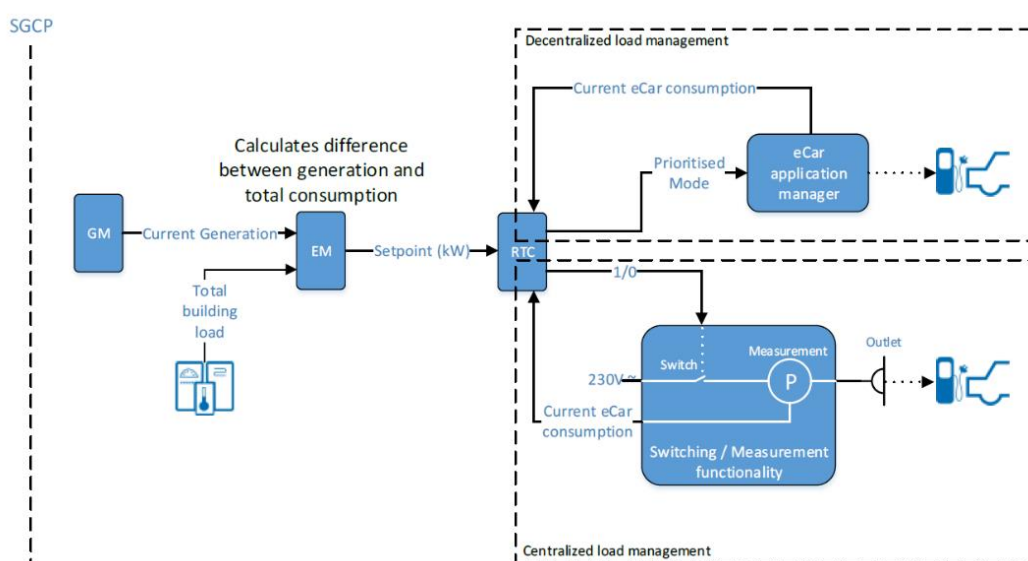 SGCP
Decentralized load management
Current eCar consumption
Calculates difference
between generation and
total consumption
Prioritised
Mode
eCar
application
manager
GM
Current Generation
EM
Setpoint (kW)
RTC
1/0
Total
building
load
Switch
Measurement
Outlet
230V ~
P
Current eCar
consumption
Switching / Measurement
functionality
Centralized load management